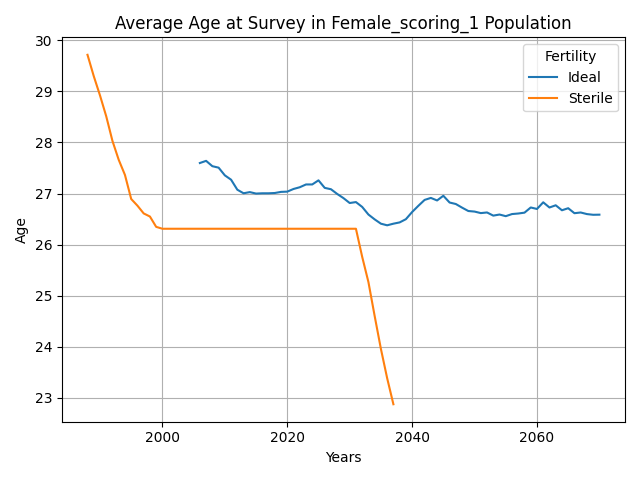 Average Age at Survey in Female_scoring_1 Population
Fertility
Ideal
Sterile
30
29
28
27
26
25
24
23
Age
2000
2020
2040
2060
Years